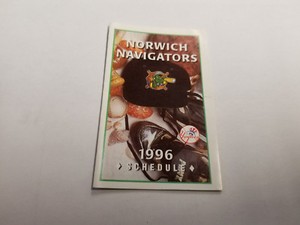 NORWICH
NAVIGATORS
1996
SCHEDULE